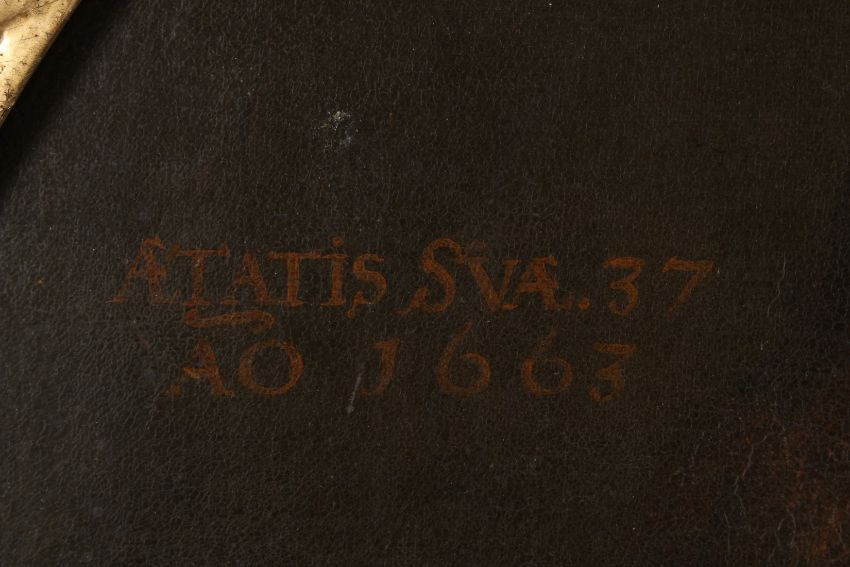 ÆTATIS SVÆ. 37
AO 1663